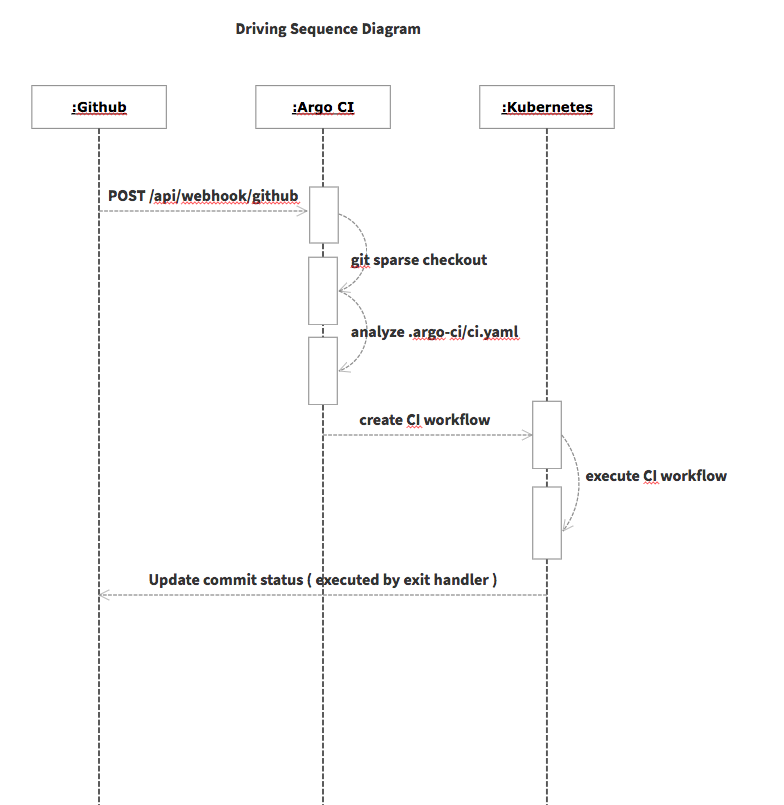 Driving Sequence Diagram
:Github
:Argo CI
:Kubernetes
POST /api/webhook/github
git sparse checkout
analyze .argo-ci/ci.yaml
create CI workflow
execute CI workflow
Update commit status ( executed by exit handler )